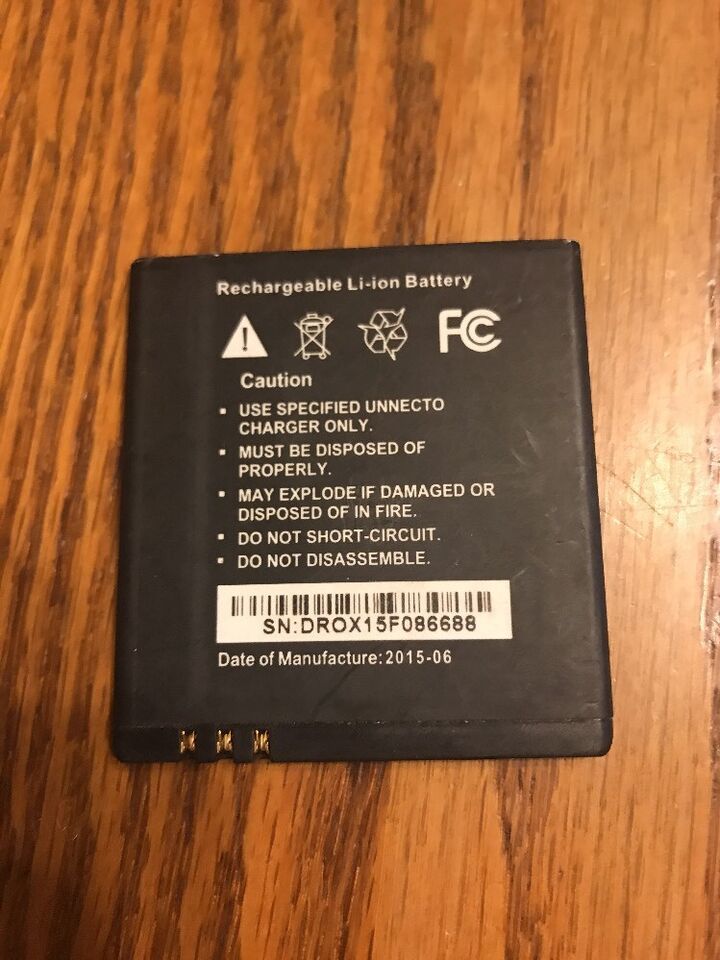 Rechargeable Li-ion Battery
FC
Caution
▪ USE SPECIFIED UNNECTO
CHARGER ONLY.
▪ MUST BE DISPOSED OF
PROPERLY.
▪ MAY EXPLODE IF DAMAGED OR
DISPOSED OF IN FIRE.
▪ DO NOT SHORT-CIRCUIT.
▪ DO NOT DISASSEMBLE.
SN:DROX15F086688
Date of Manufacture:2015-06